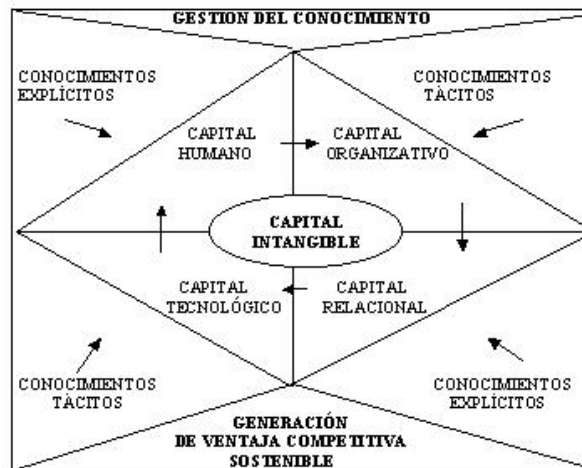 GESTIÓN DEL CONOCIMIENTO
CONOCIMIENTOS
EXPLÍCITOS
CONOCIMIENTOS
TÀCITOS
CAPITAL
HUMANO
CAPITAL
ORGANIZATIVO
CAPITAL
INTANGIBLE
CAPITAL
TECNOLÓGICO
CAPITAL
RELACIONAL
CONOCIMIENTOS
TÀCITOS
CONOCIMIENTOS
EXPLÍCITOS
GENERACIÓN
DE VENTAJA COMPETITIVA
SOSTENIBLE